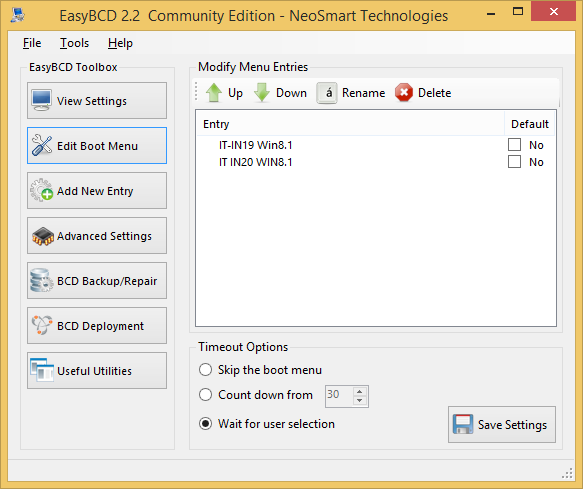 EasyBCD 2.2 Community Edition - NeoSmart Technologies
File Tools Help
EasyBCD Toolbox
View Settings
Edit Boot Menu
Add New Entry
Advanced Settings
BCD Backup/Repair
BCD Deployment
Useful Utilities
Modify Menu Entries
Up Down á Rename Delete
Entry Default
IT-IN19 Win8.1 No
IT IN20 WIN8.1 No
Timeout Options
Skip the boot menu
Count down from 30
Wait for user selection
Save Settings